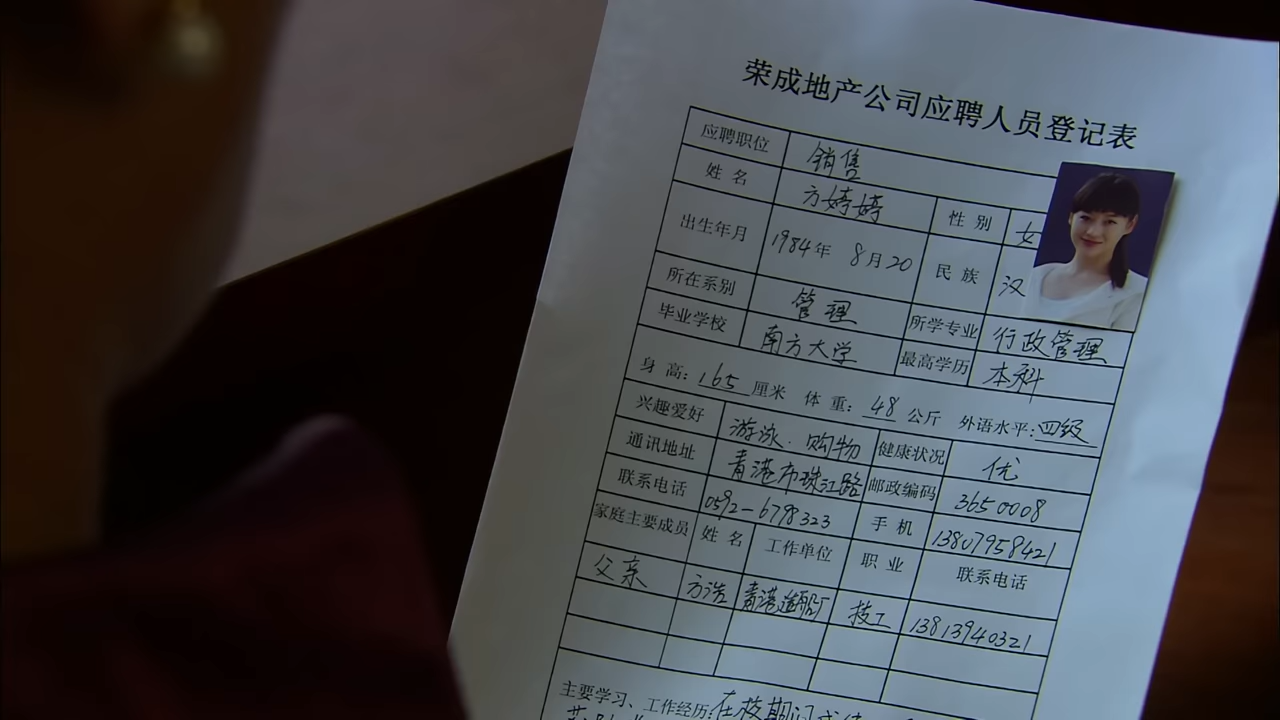 荣成地产公司应聘人员登记表
应聘职位 销售
姓名 方婷婷 性别 女
出生年月 1984年 8月20 民族 汉
所在系别 管理 所学专业 行政管理
毕业学校 南方大学 最高学历 本科
身高: 165 厘米 体重: 48 公斤 外语水平: 四级
兴趣爱好 游泳. 购物 健康状况 优
通讯地址 青港市珠江路 邮政编码 3650008
联系电话 0592-6798323 手机 13807958421
家庭主要成员 姓名 工作单位 职业 联系电话
父亲 方浩 青港造船厂 技工 13813940321
主要学习、工作经历: 在校期间